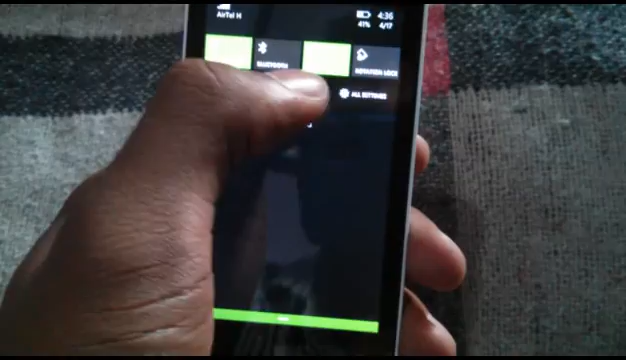 4:36
AirTel H
41% 4/17
BLUETOOTH
ROTATION LOCK
ALL SETTINGS